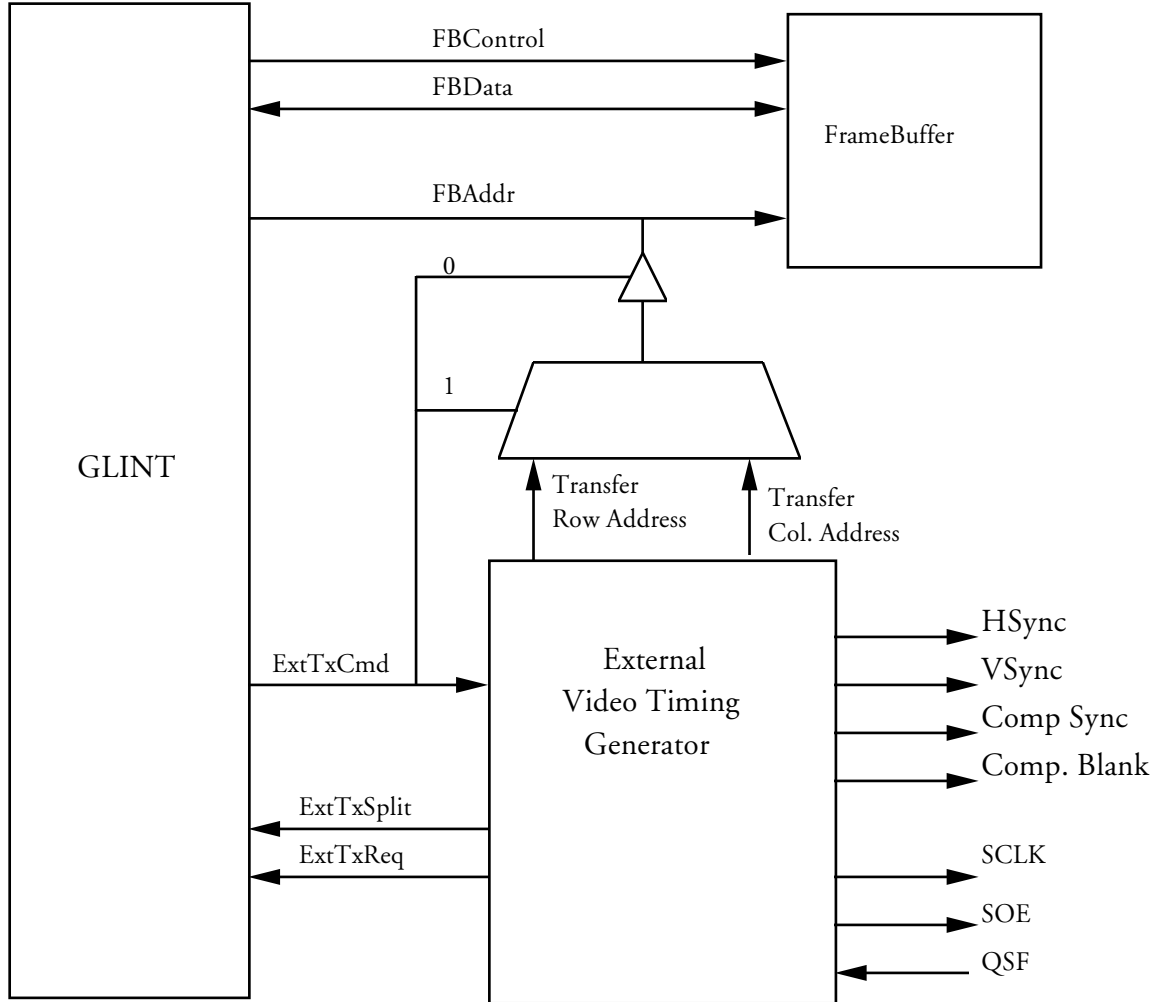 FBControl
FBData
FrameBuffer
FBAddr
0
1
GLINT
Transfer
Row Address
Transfer
Col. Address
ExtTxCmd
External
Video Timing
Generator
HSync
VSync
Comp Sync
Comp. Blank
ExtTxSplit
ExtTxReq
SCLK
SOE
QSF